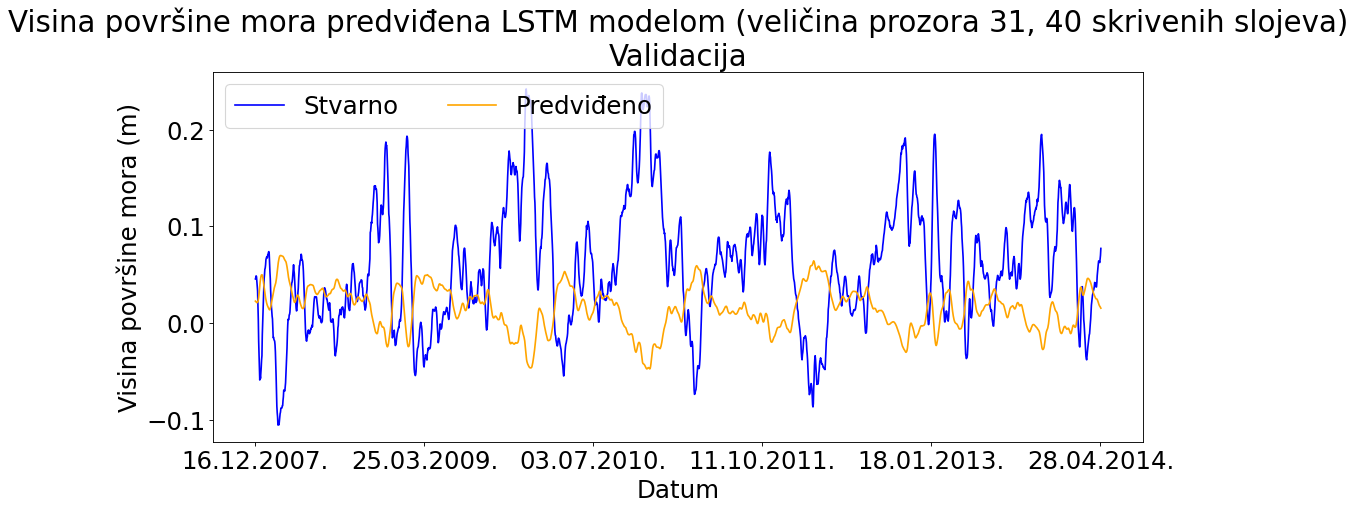 Visina površine mora predviđena LSTM modelom (veličina prozora 31, 40 skrivenih slojeva)
Validacija
Stvarno Predviđeno
Visina površine mora (m)
0.2
0.1
0.0
−0.1
16.12.2007. 25.03.2009. 03.07.2010. 11.10.2011. 18.01.2013. 28.04.2014.
Datum